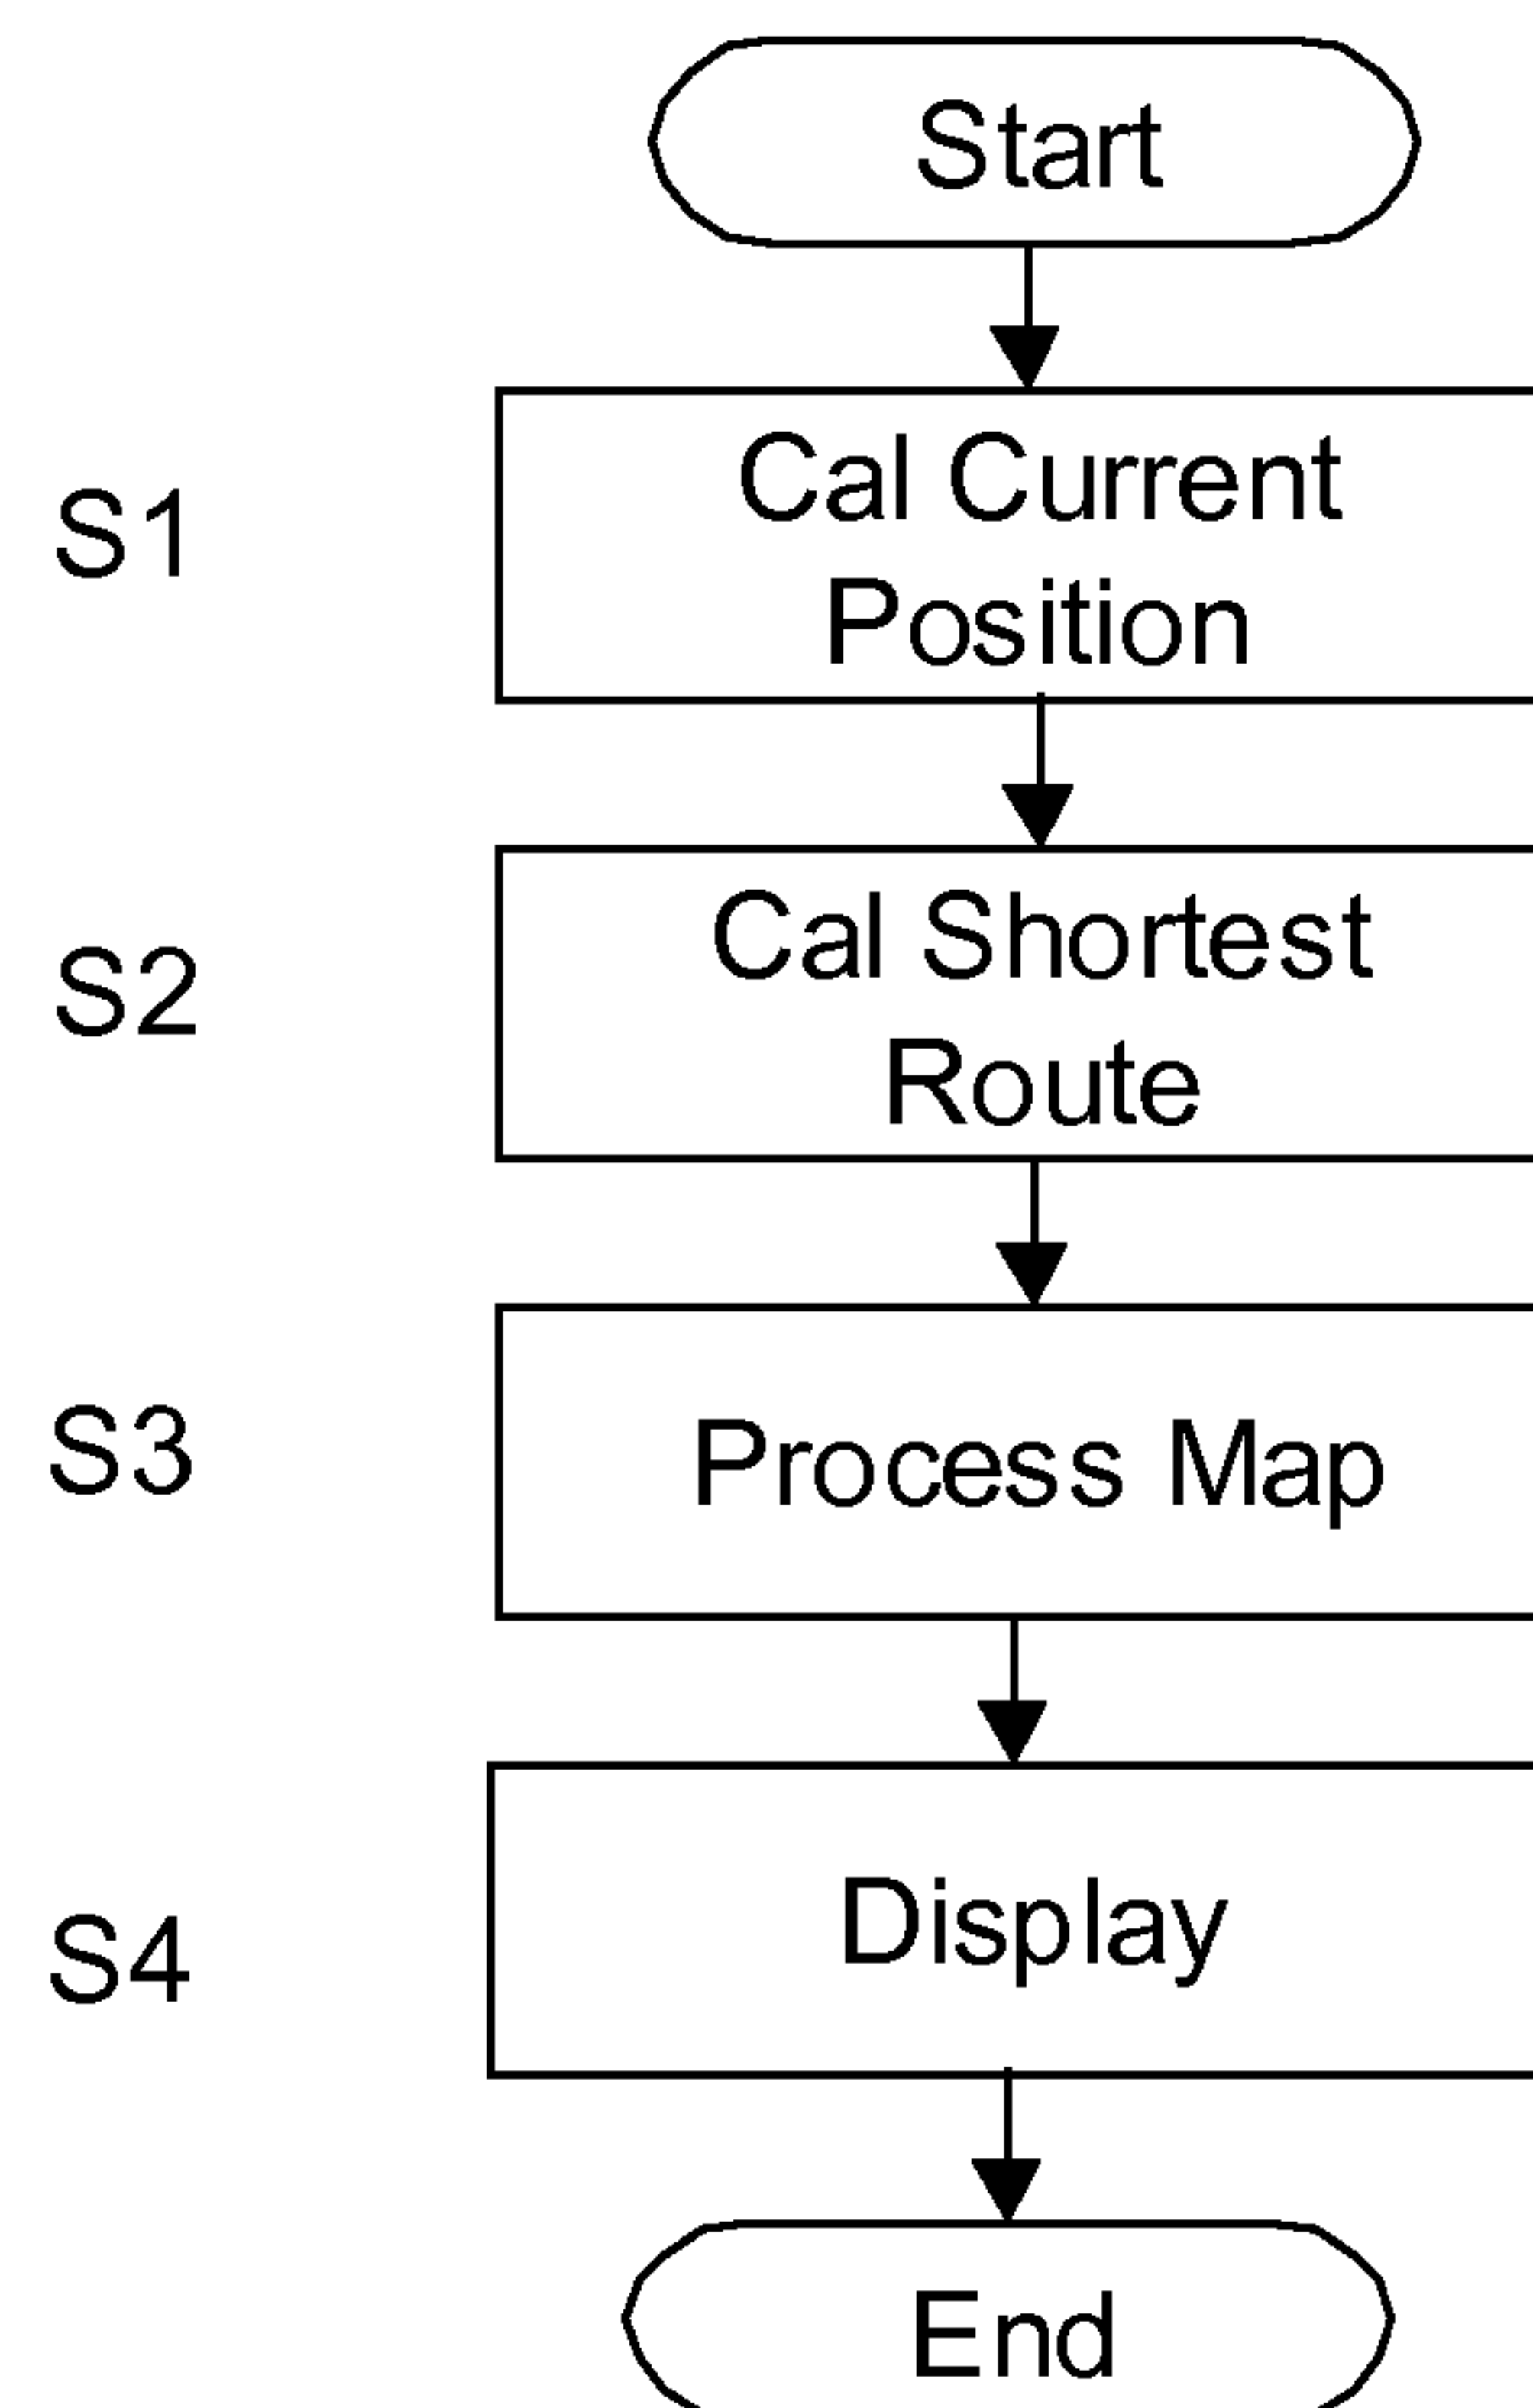 Start
S1
Cal Current
Position
S2
Cal Shortest
Route
S3
Process Map
S4
Display
End